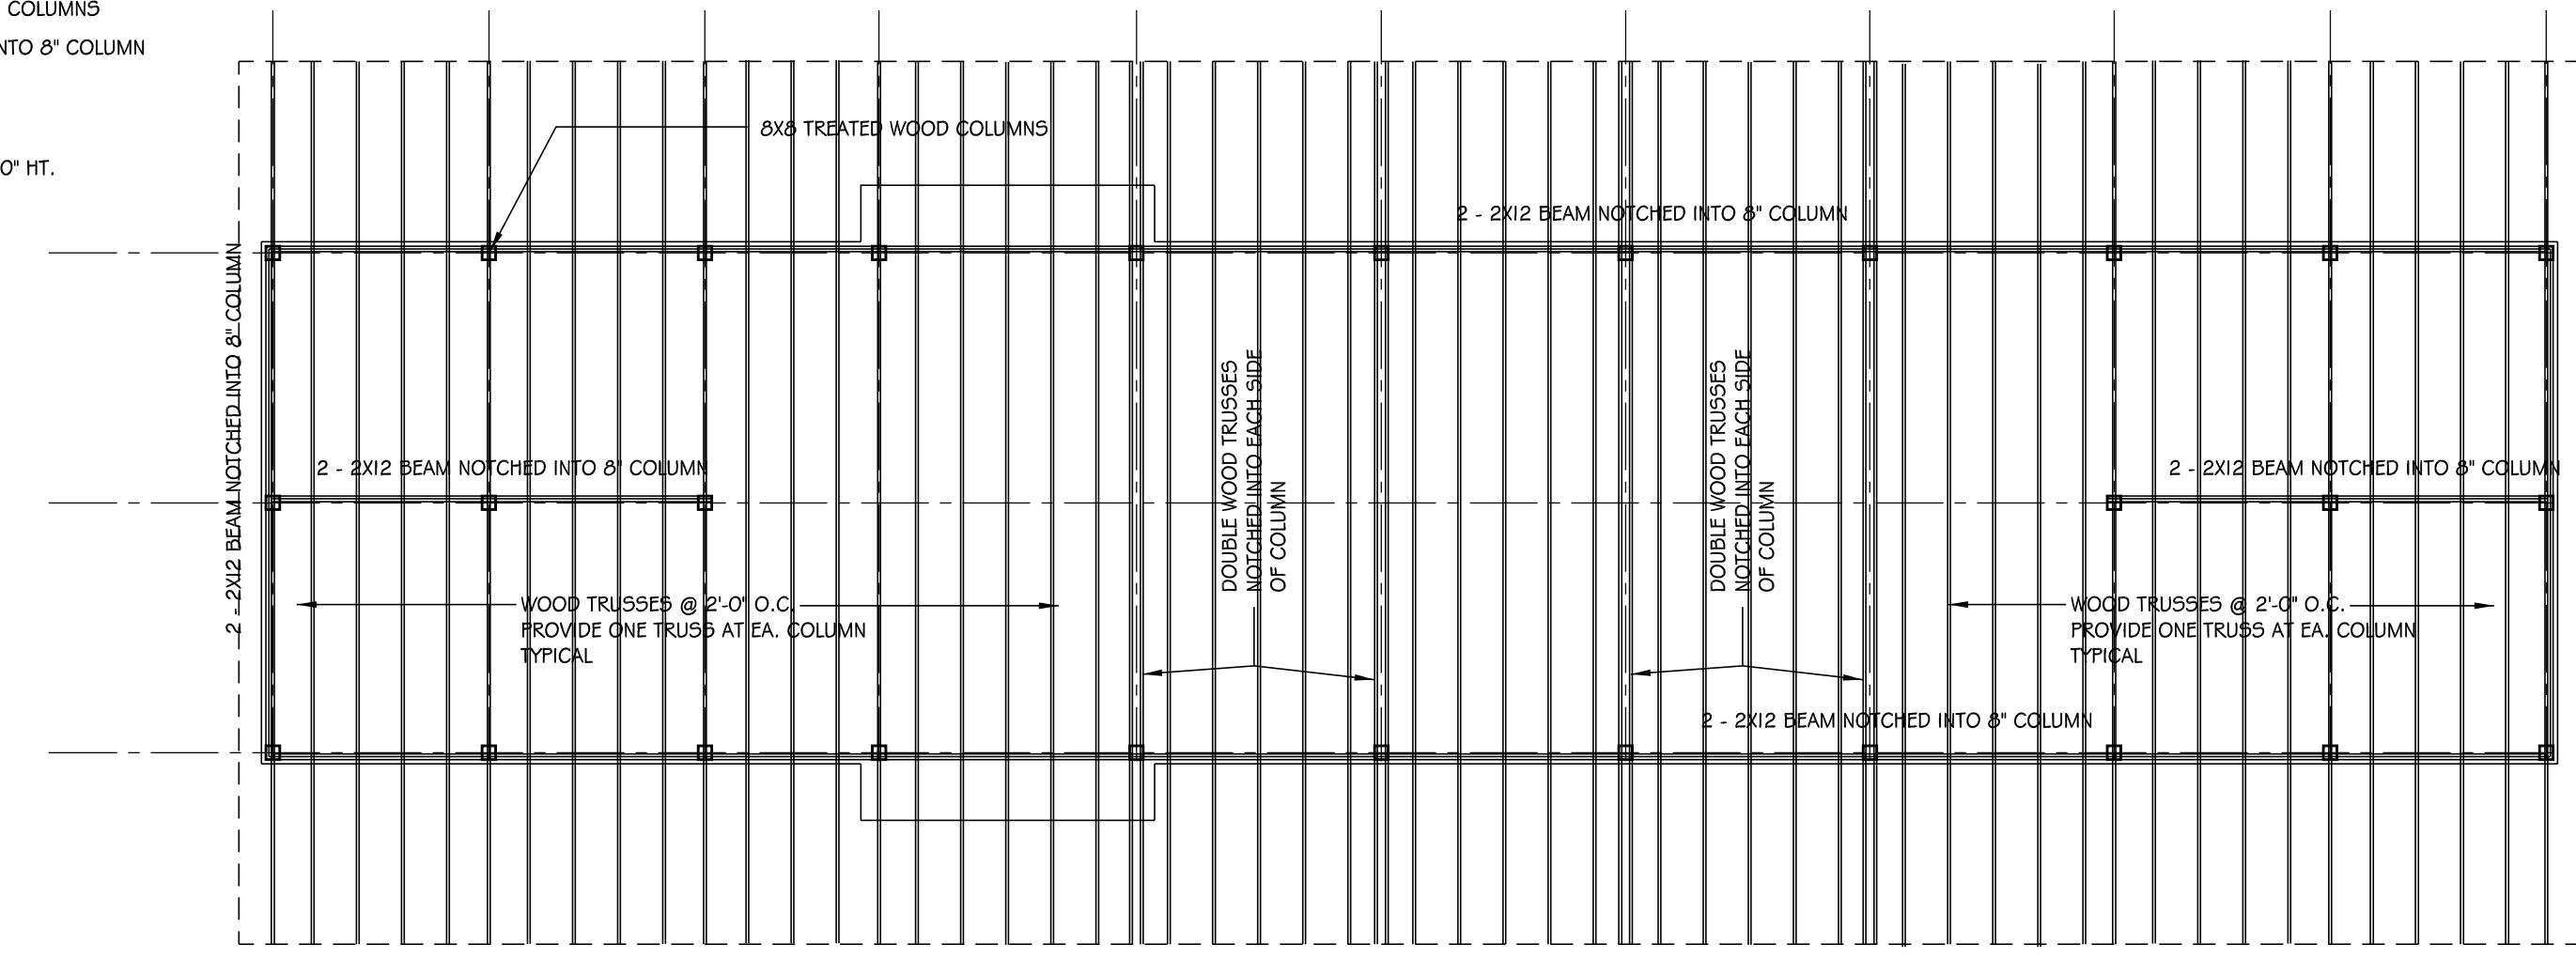 COLUMNS
INTO 8" COLUMN
0" HT.
8X8 TREATED WOOD COLUMNS
2 - 2X12 BEAM NOTCHED INTO 8" COLUMN
2 - 2X12 BEAM NOTCHED INTO 8" COLUMN
2 - 2X12 BEAM NOTCHED INTO 8" COLUMN
DOUBLE WOOD TRUSSES
NOTCHED INTO EACH SIDE
OF COLUMN
DOUBLE WOOD TRUSSES
NOTCHED INTO EACH SIDE
OF COLUMN
2 - 2X12 BEAM NOTCHED INTO 8" COLUMN
WOOD TRUSSES @ 2'-0" O.C.
PROVIDE ONE TRUSS AT EA. COLUMN
TYPICAL
WOOD TRUSSES @ 2'-0" O.C.
PROVIDE ONE TRUSS AT EA. COLUMN
TYPICAL
2 - 2X12 BEAM NOTCHED INTO 8" COLUMN